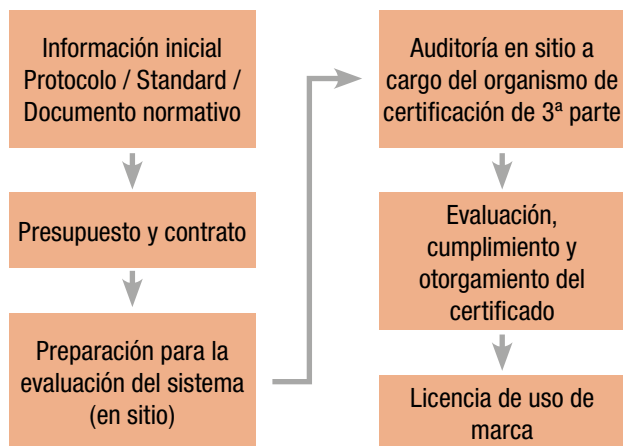 Información inicial
Protocolo / Standard /
Documento normativo
Presupuesto y contrato
Preparación para la
evaluación del sistema
(en sitio)
Auditoría en sitio a
cargo del organismo de
certificación de 3ª parte
Evaluación,
cumplimiento y
otorgamiento del
certificado
Licencia de uso de
marca